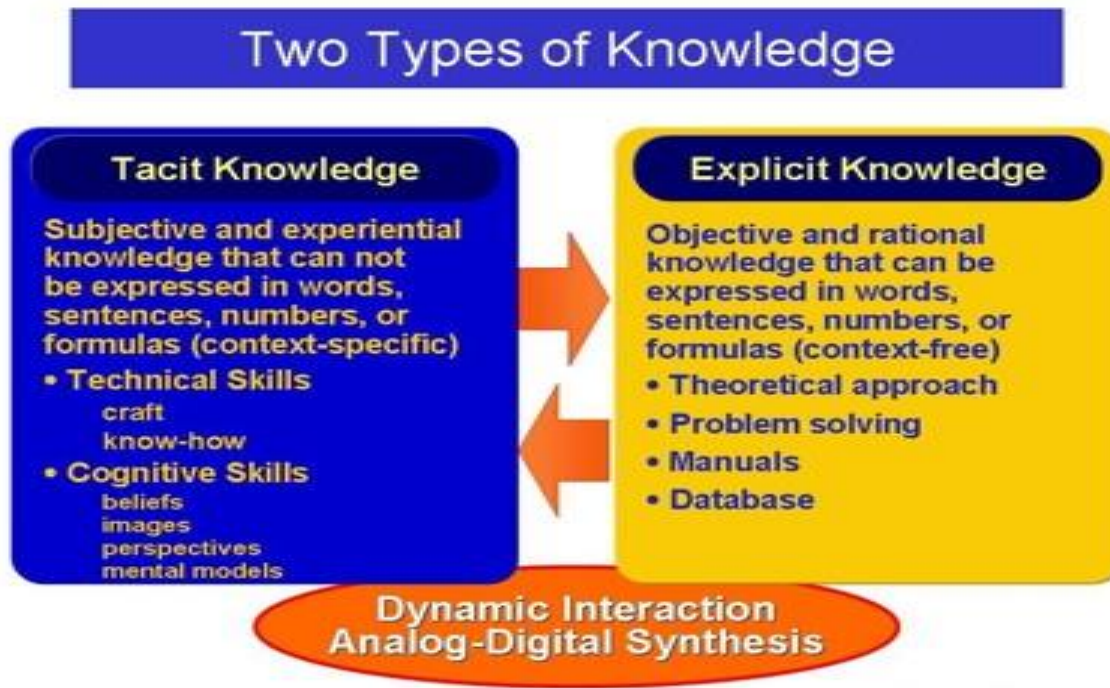 Two Types of Knowledge
Tacit Knowledge
Subjective and experiential
knowledge that can not
be expressed in words,
sentences, numbers, or
formulas (context-specific)
• Technical Skills
craft
know-how
• Cognitive Skills
beliefs
images
perspectives
mental models
Explicit Knowledge
Objective and rational
knowledge that can be
expressed in words,
sentences, numbers, or
formulas (context-free)
• Theoretical approach
• Problem solving
• Manuals
• Database
Dynamic Interaction
Analog-Digital Synthesis